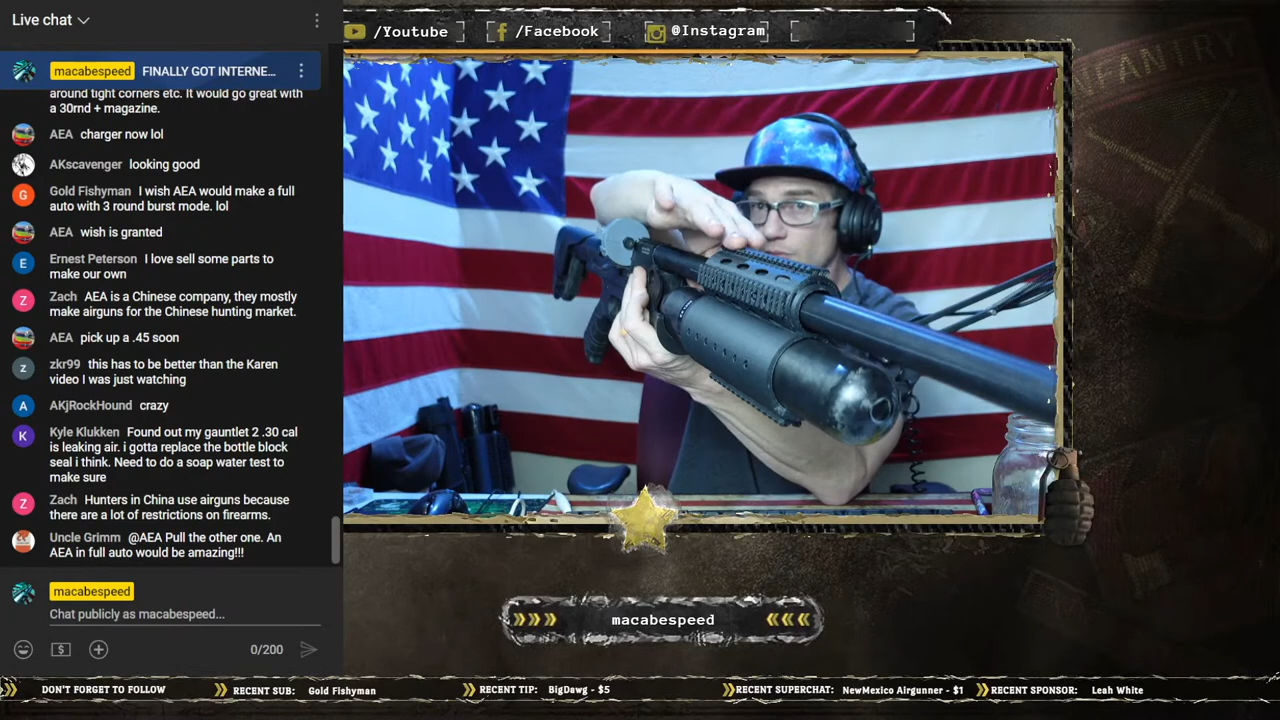 Live chat
macabespeed FINALLY GOT INTERNE...
around tight corners etc. It would go great with
a 30rnd + magazine.
AEA charger now lol
AKscavenger looking good
Gold Fishyman I wish AEA would make a full
auto with 3 round burst mode. lol
AEA wish is granted
Ernest Peterson I love sell some parts to
make our own
Zach AEA is a Chinese company, they mostly
make airguns for the Chinese hunting market.
AEA pick up a .45 soon
zkr99 this has to be better than the Karen
video I was just watching
AKjRockHound crazy
Kyle Klukken Found out my gauntlet 2 .30 cal
is leaking air. i gotta replace the bottle block
seal i think. Need to do a soap water test to
make sure
Zach Hunters in China use airguns because
there are a lot of restrictions on firearms.
Uncle Grimm @AEA Pull the other one. An
AEA in full auto would be amazing!!!
macabespeed
Chat publicly as macabespeed...
0/200
/Youtube
/Facebook
@Instagram
INFANTRY
macabespeed
DON'T FORGET TO FOLLOW
RECENT SUB: Gold Fishyman
RECENT TIP: BigDawg - $5
RECENT SUPERCHAT: NewMexico Airgunner - $1
RECENT SPONSOR: Leah White